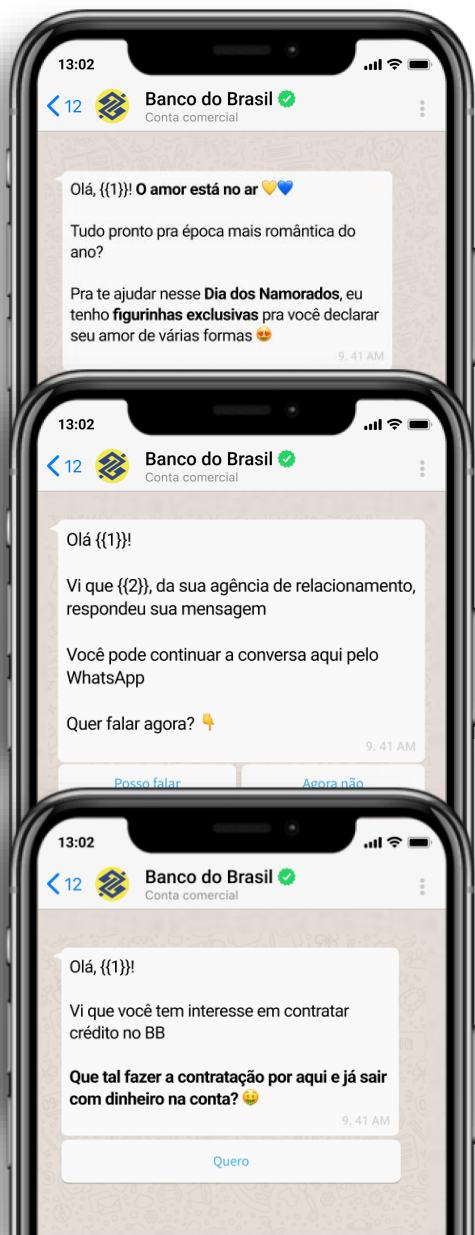 13:02
12
Banco do Brasil
Conta comercial
Olá, {{1}}! O amor está no ar 💛💙
Tudo pronto pra época mais romântica do
ano?
Pra te ajudar nesse Dia dos Namorados, eu
tenho figurinhas exclusivas pra você declarar
seu amor de várias formas 😍
9. 41 AM
13:02
12
Banco do Brasil
Conta comercial
Olá {{1}}!
Vi que {{2}}, da sua agência de relacionamento,
respondeu sua mensagem
Você pode continuar a conversa aqui pelo
WhatsApp
Quer falar agora? 👇
9. 41 AM
Posso falar
Agora não
13:02
12
Banco do Brasil
Conta comercial
Olá, {{1}}!
Vi que você tem interesse em contratar
crédito no BB
Que tal fazer a contratação por aqui e já sair
com dinheiro na conta? 🤑
9. 41 AM
Quero